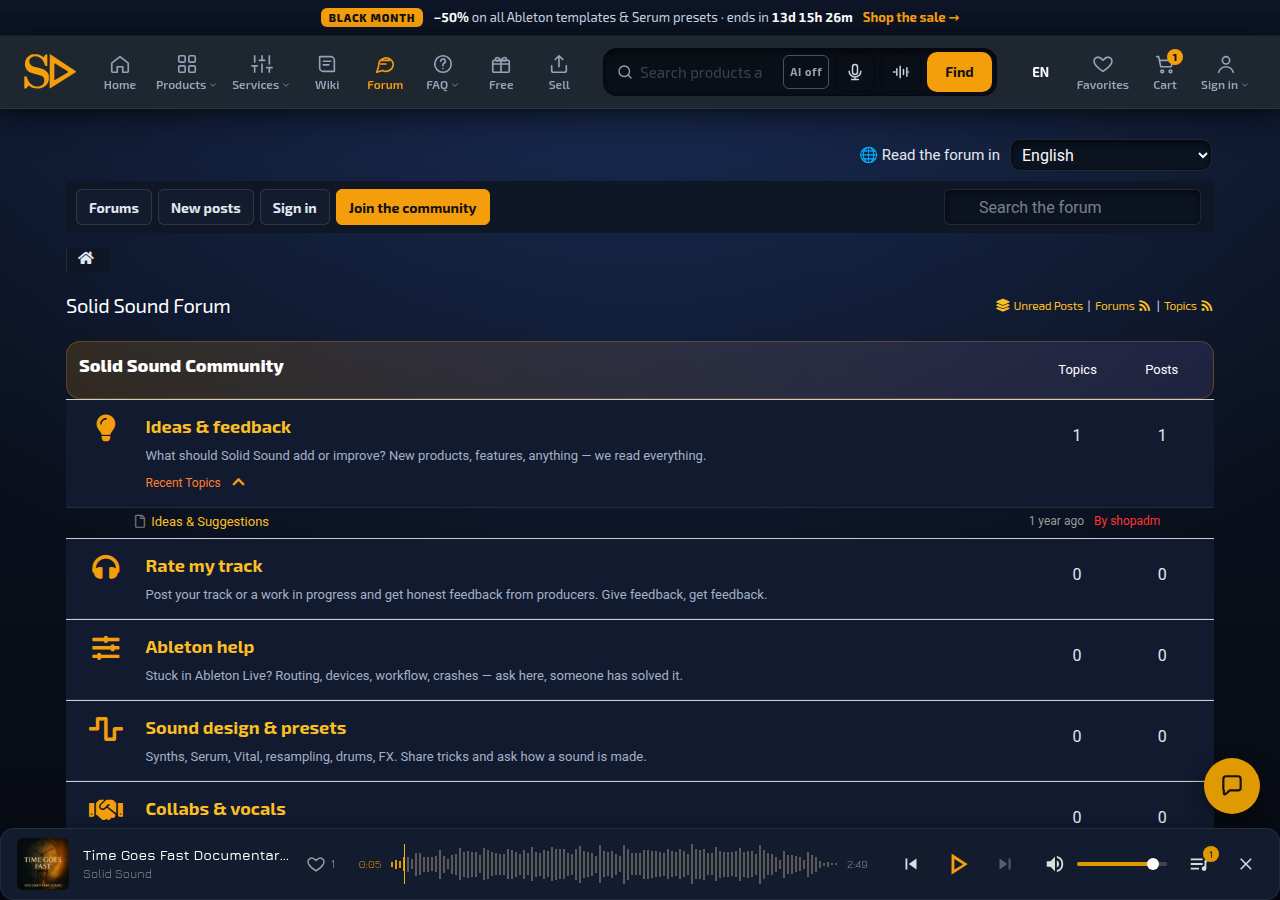 BLACK MONTH −50% on all Ableton templates & Serum presets · ends in 13d 15h 26m Shop the sale →
Home Products Services Wiki Forum FAQ Free Sell Search products a AI off Find EN Favorites Cart 1 Sign in
🌐 Read the forum in English
Forums New posts Sign in Join the community Search the forum
Solid Sound Forum Unread Posts | Forums | Topics
Solid Sound Community Topics Posts
Ideas & feedback 1 1
What should Solid Sound add or improve? New products, features, anything — we read everything.
Recent Topics
Ideas & Suggestions 1 year ago By shopadm
Rate my track 0 0
Post your track or a work in progress and get honest feedback from producers. Give feedback, get feedback.
Ableton help 0 0
Stuck in Ableton Live? Routing, devices, workflow, crashes — ask here, someone has solved it.
Sound design & presets 0 0
Synths, Serum, Vital, resampling, drums, FX. Share tricks and ask how a sound is made.
Collabs & vocals 0 0
TIME GOES
FAST
Time Goes Fast Documentar... 1 0:05 2:49 1
Solid Sound